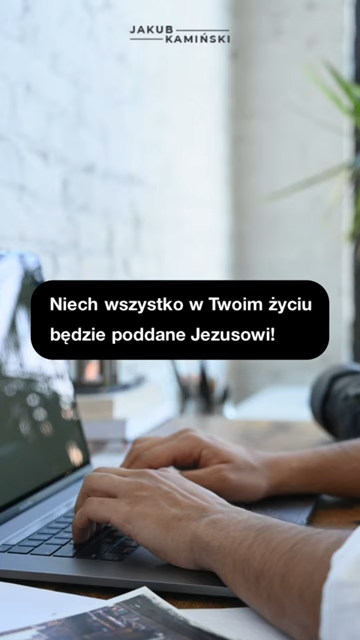 JAKUB
KAMIŃSKI
Niech wszystko w Twoim życiu
będzie poddane Jezusowi!